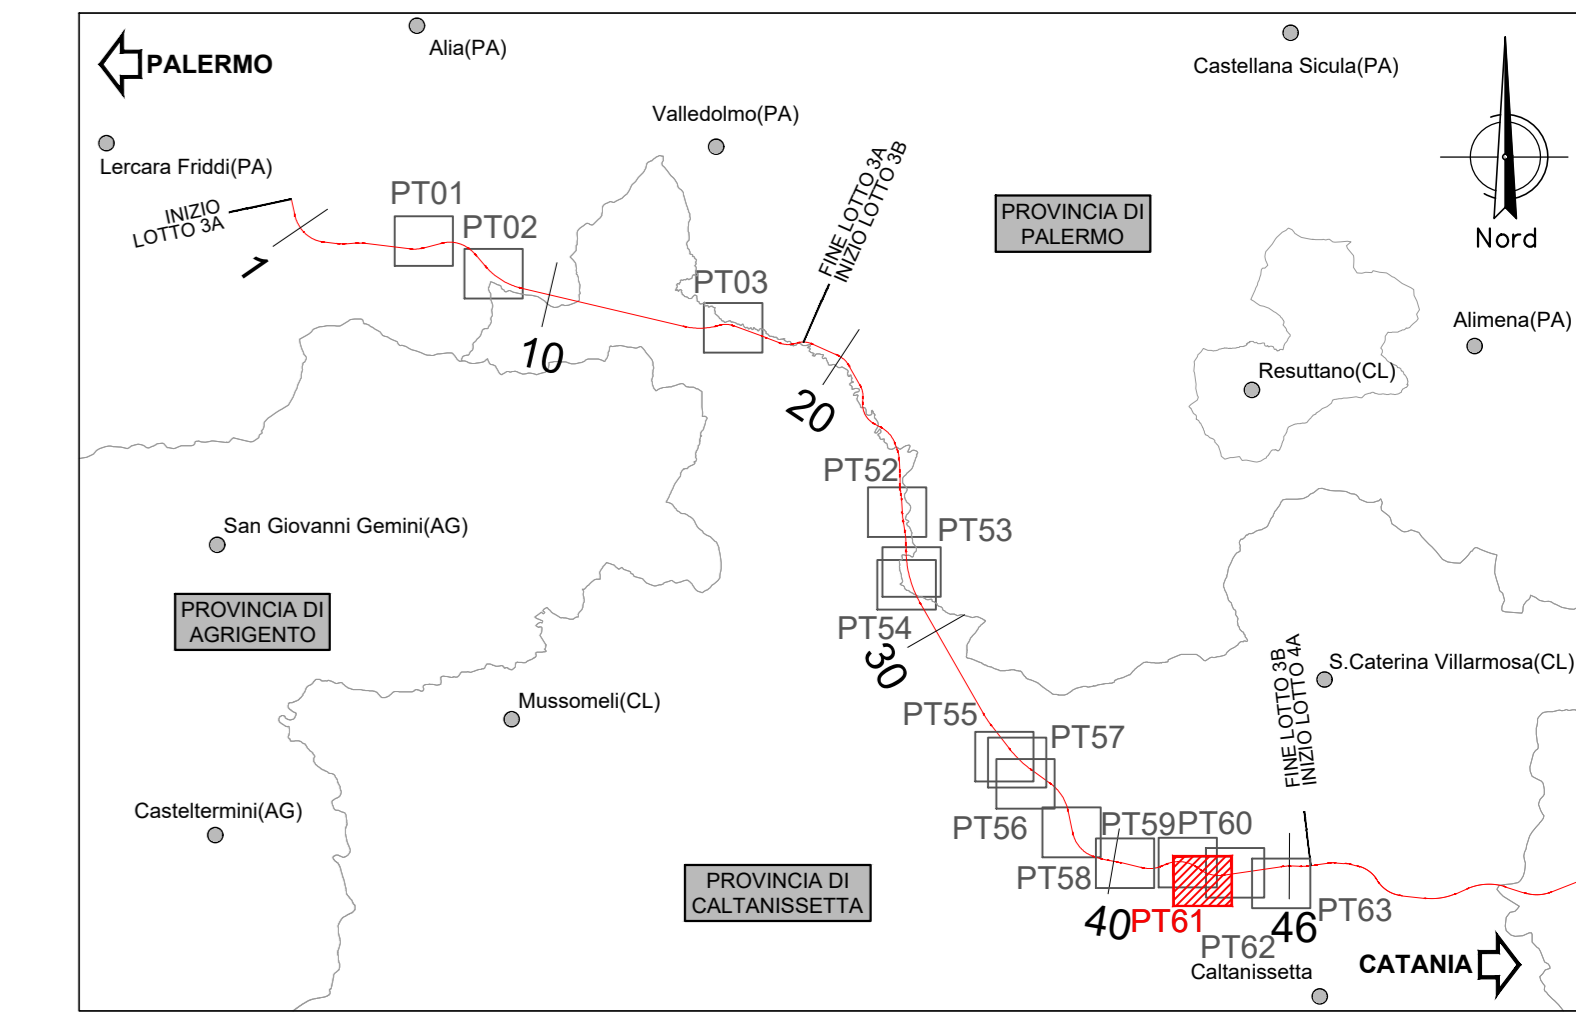 Alia(PA)
PALERMO
Castellana Sicula(PA)
Valledolmo(PA)
Lercara Friddi(PA)
INIZIO
LOTTO 3A
1
PT01
PT02
10
PT03
FINE LOTTO 3A
INIZIO LOTTO 3B
20
PROVINCIA DI
PALERMO
Nord
Alimena(PA)
Resuttano(CL)
PT52
PT53
San Giovanni Gemini(AG)
PROVINCIA DI
AGRIGENTO
PT54
30
S.Caterina Villarmosa(CL)
FINE LOTTO 3B
INIZIO LOTTO 4A
Mussomeli(CL)
PT55
PT57
Casteltermini(AG)
PT56
PT59
PT60
PT58
PROVINCIA DI
CALTANISSETTA
40
PT61
46
PT63
PT62
Caltanissetta
CATANIA